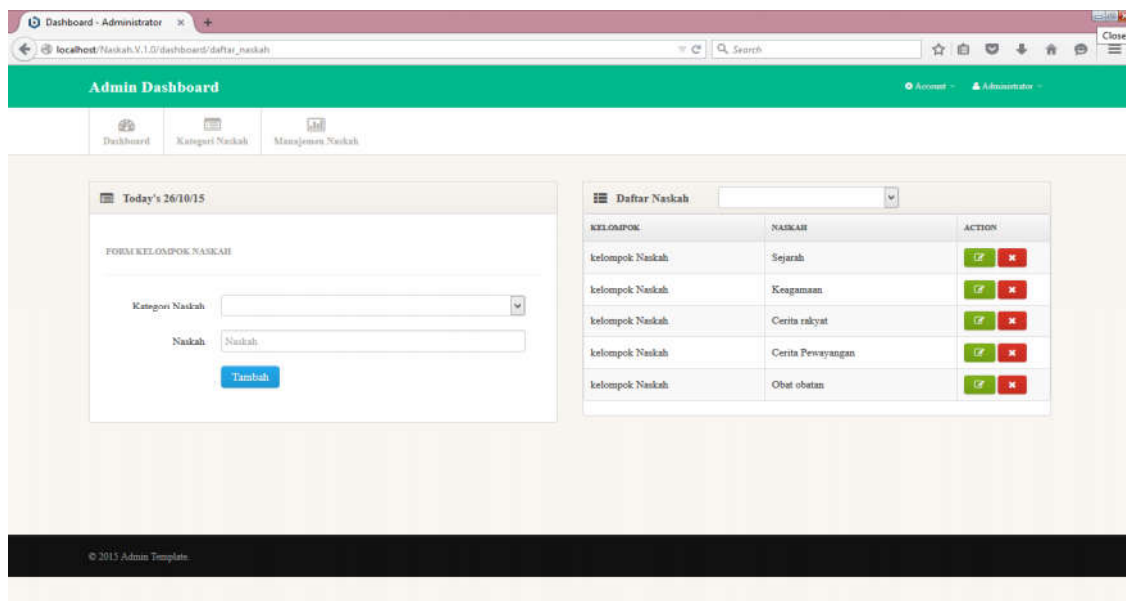 Dashboard - Administrator
Close
localhost/Naskah.V.1.0/dashboard/daftar_naskah
Search
Admin Dashboard
Account
Administrator
Dashboard
Kategori Naskah
Manajemen Naskah
Today's 26/10/15
FORM KELOMPOK NASKAH
Kategori Naskah
Naskah
Naskah
Tambah
Daftar Naskah
KELOMPOK NASKAH ACTION
kelompok Naskah Sejarah
kelompok Naskah Keagamaan
kelompok Naskah Cerita rakyat
kelompok Naskah Cerita Pewayangan
kelompok Naskah Obat obatan
© 2015 Admin Template.